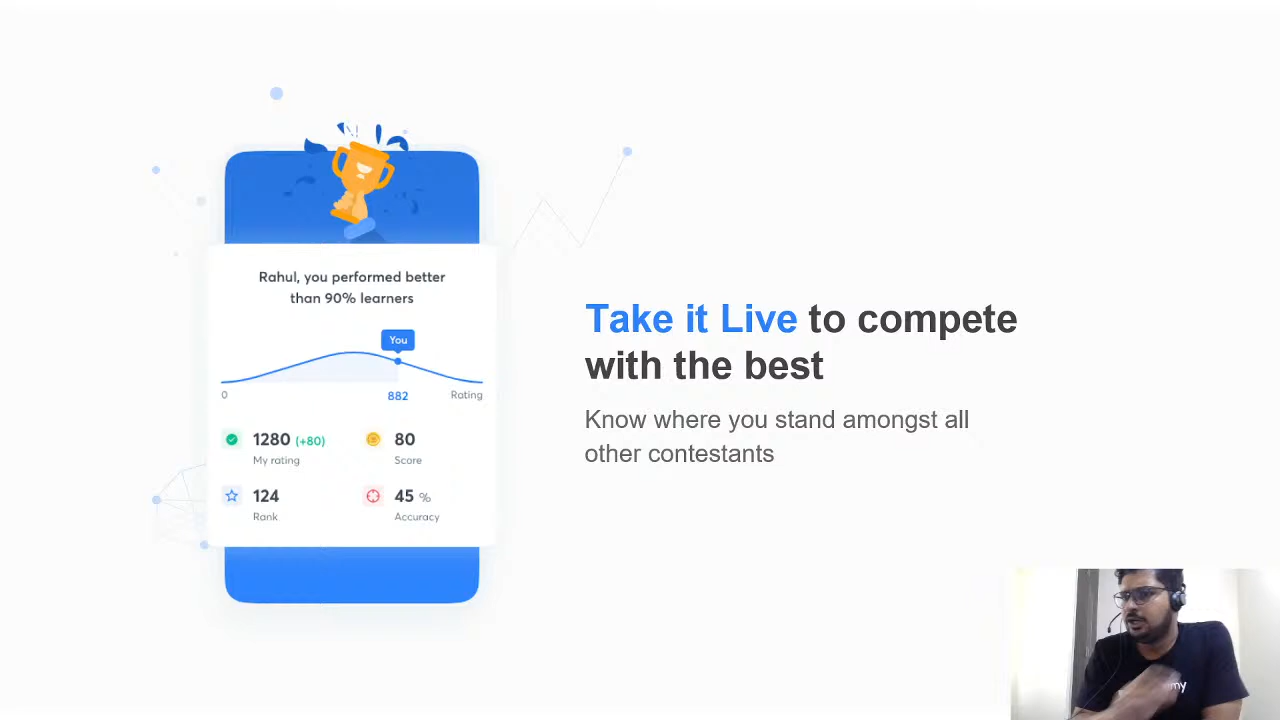 Rahul, you performed better
than 90% learners
You
0
882
Rating
1280 (+80)
My rating
80
Score
124
Rank
45 %
Accuracy
Take it Live to compete
with the best
Know where you stand amongst all
other contestants